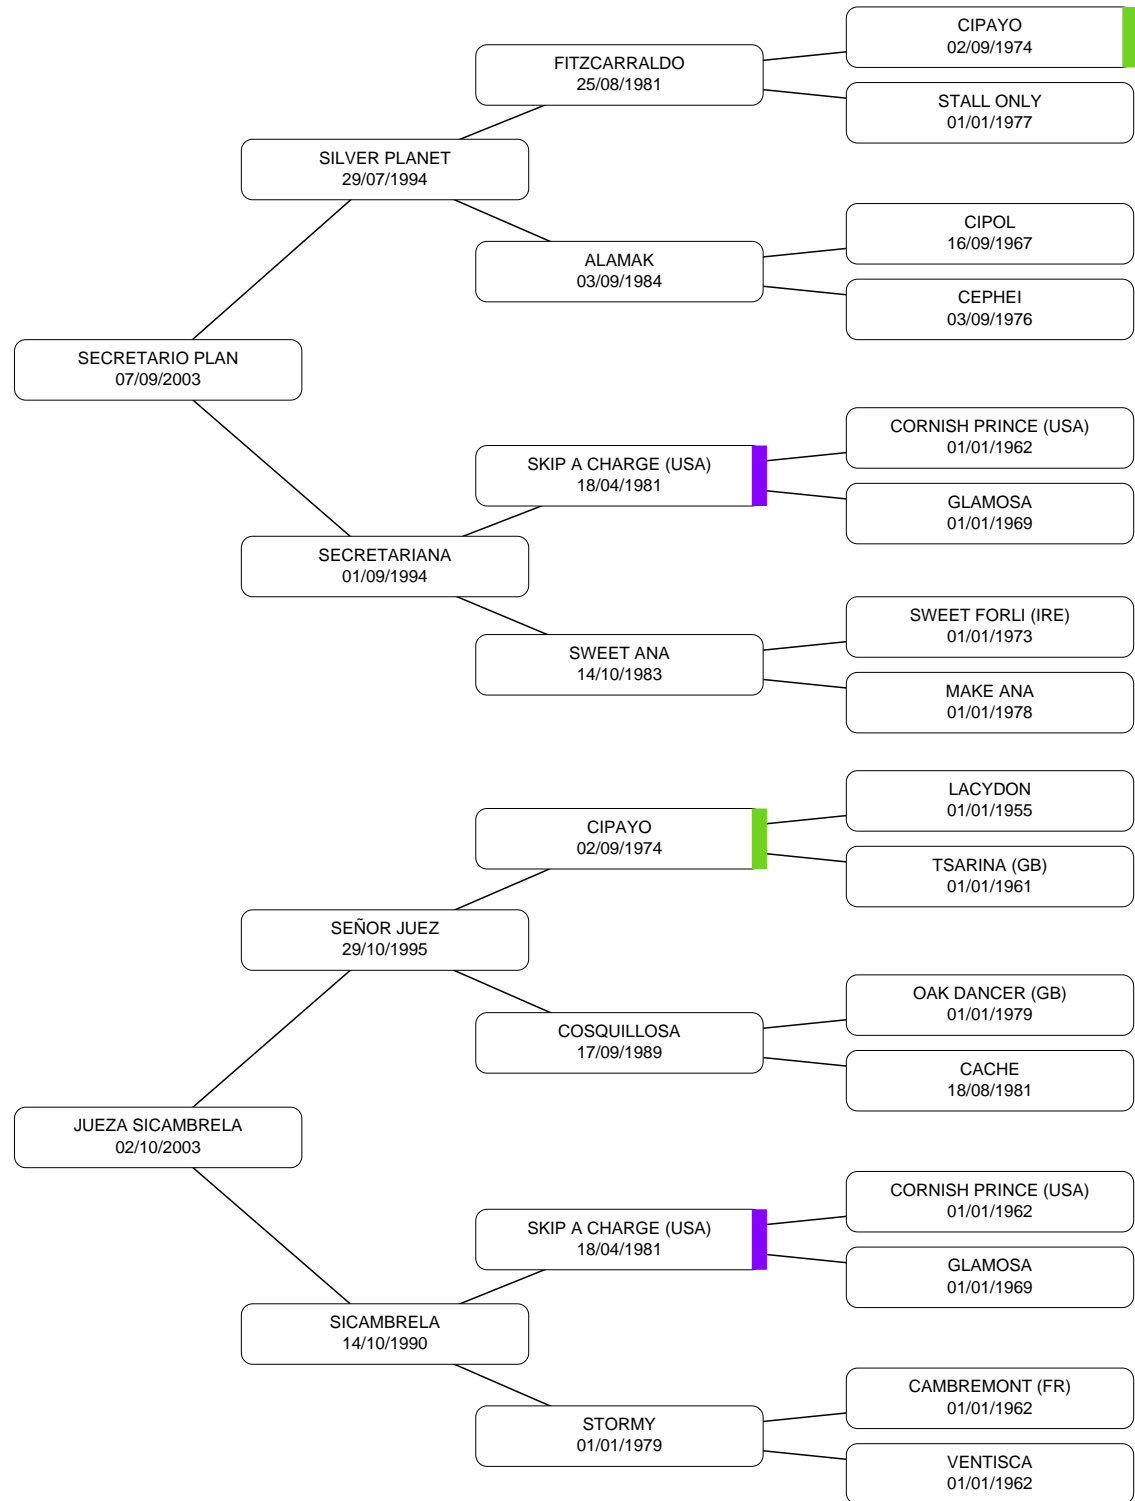 CIPAYO
02/09/1974
FITZCARRALDO
25/08/1981
STALL ONLY
01/01/1977
SILVER PLANET
29/07/1994
CIPOL
16/09/1967
ALAMAK
03/09/1984
CEPHEI
03/09/1976
SECRETARIO PLAN
07/09/2003
CORNISH PRINCE (USA)
01/01/1962
SKIP A CHARGE (USA)
18/04/1981
GLAMOSA
01/01/1969
SECRETARIANA
01/09/1994
SWEET FORLI (IRE)
01/01/1973
SWEET ANA
14/10/1983
MAKE ANA
01/01/1978
LACYDON
01/01/1955
CIPAYO
02/09/1974
TSARINA (GB)
01/01/1961
SEÑOR JUEZ
29/10/1995
OAK DANCER (GB)
01/01/1979
COSQUILLOSA
17/09/1989
CACHE
18/08/1981
JUEZA SICAMBRELA
02/10/2003
CORNISH PRINCE (USA)
01/01/1962
SKIP A CHARGE (USA)
18/04/1981
GLAMOSA
01/01/1969
SICAMBRELA
14/10/1990
CAMBREMONT (FR)
01/01/1962
STORMY
01/01/1979
VENTISCA
01/01/1962